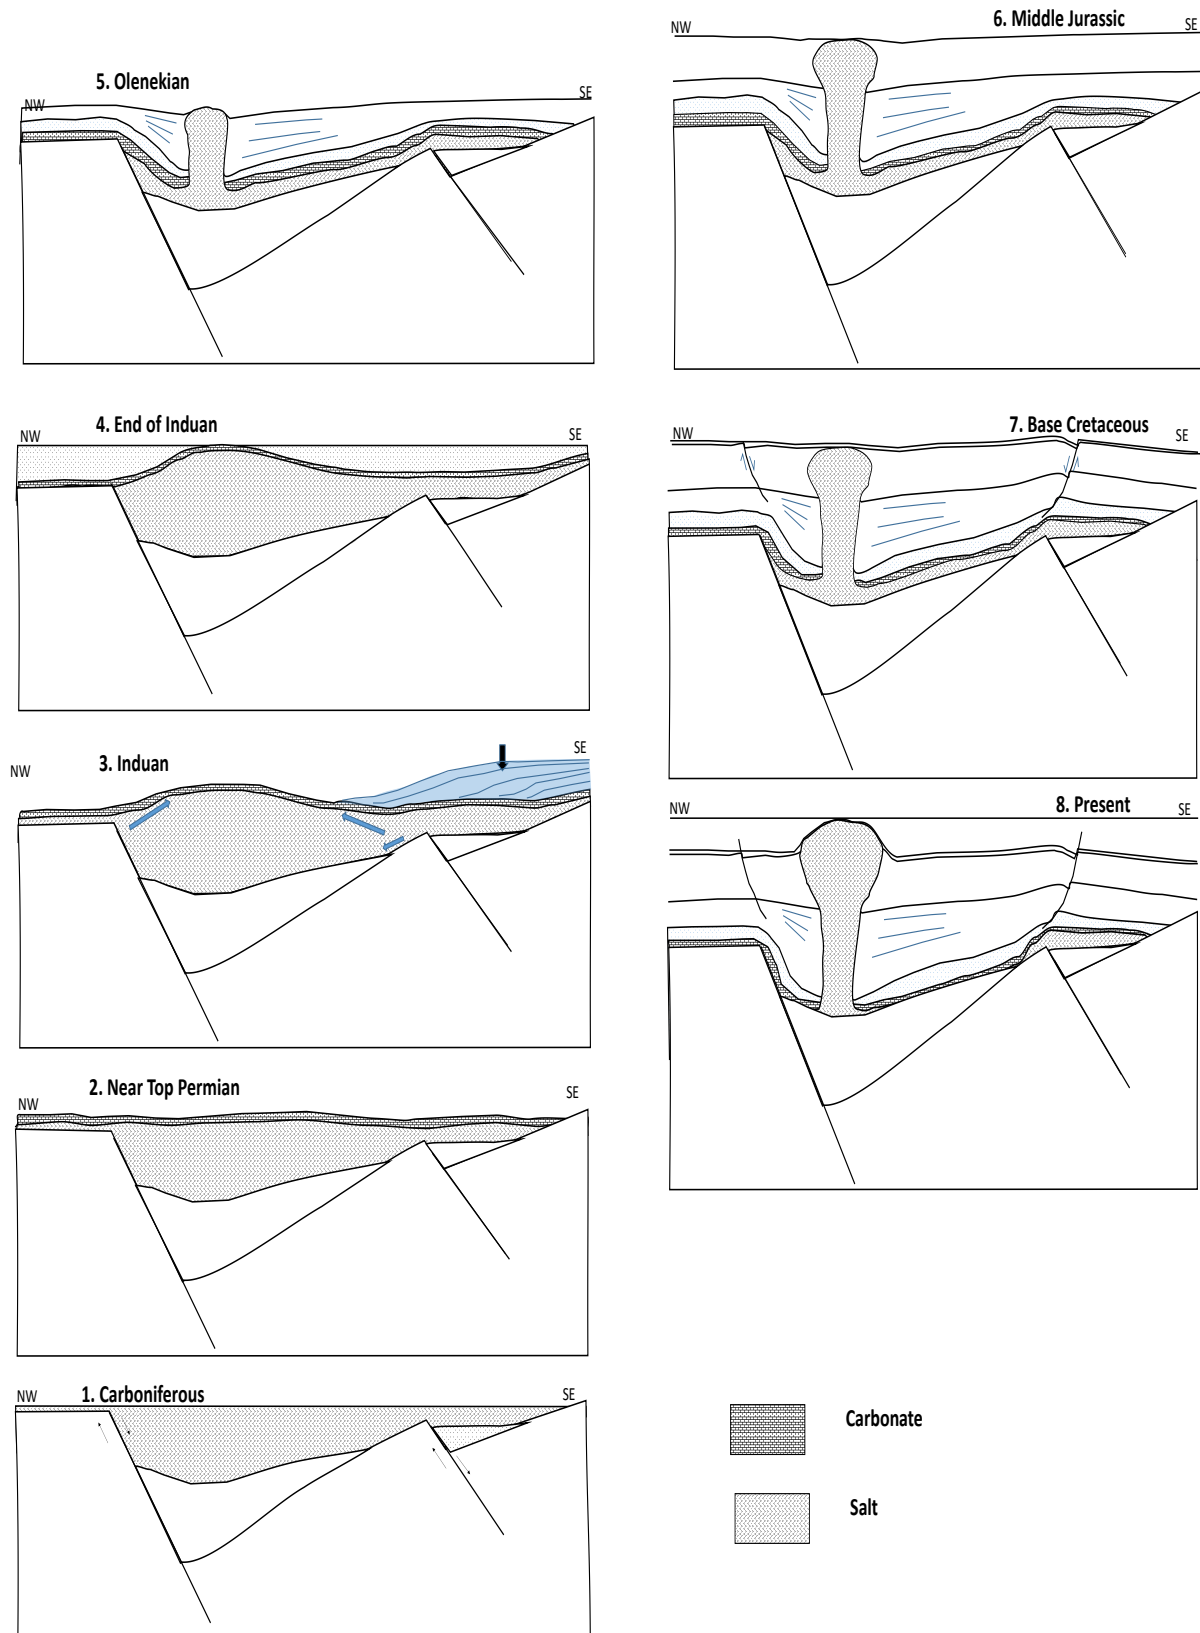 5. Olenekian
NW
SE
6. Middle Jurassic
NW
SE
4. End of Induan
NW
SE
7. Base Cretaceous
NW
SE
3. Induan
NW
SE
8. Present
NW
SE
2. Near Top Permian
NW
SE
1. Carboniferous
NW
SE
Carbonate
Salt